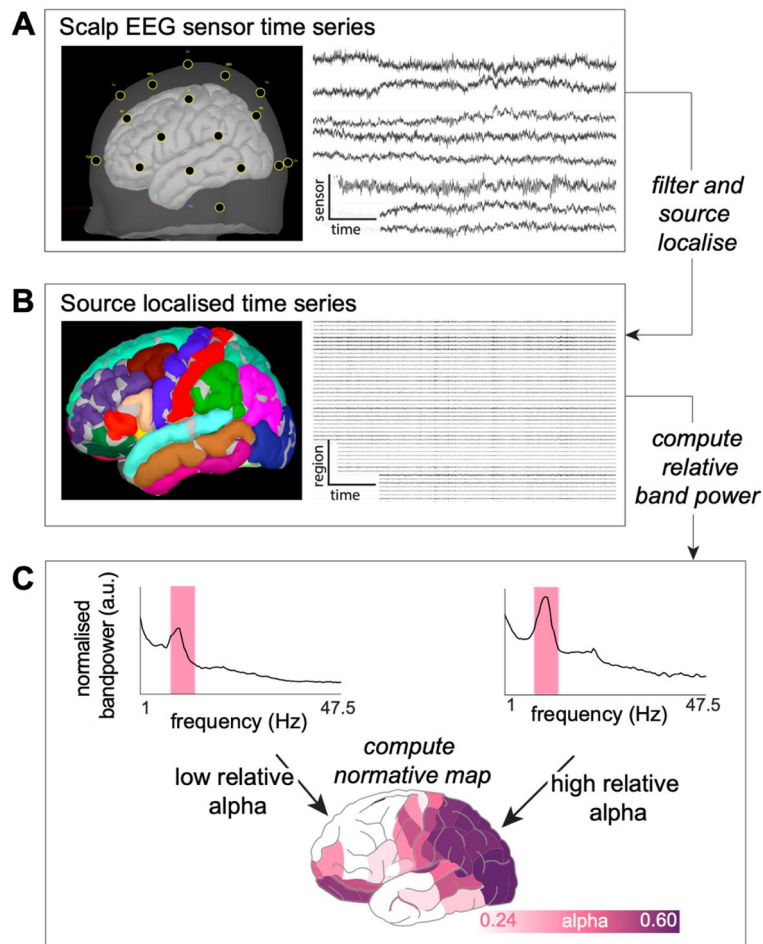 A
Scalp EEG sensor time series
sensor
time
filter and
source
localise
B
Source localised time series
region
time
compute
relative
band power
C
normalised
bandpower (a.u.)
1
47.5
frequency (Hz)
1
47.5
frequency (Hz)
low relative
alpha
compute
normative map
high relative
alpha
0.24
alpha
0.60